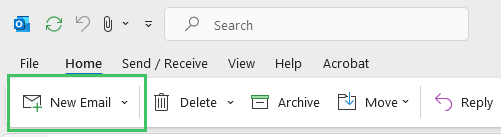 Search
File Home Send / Receive View Help Acrobat
New Email Delete Archive Move Reply